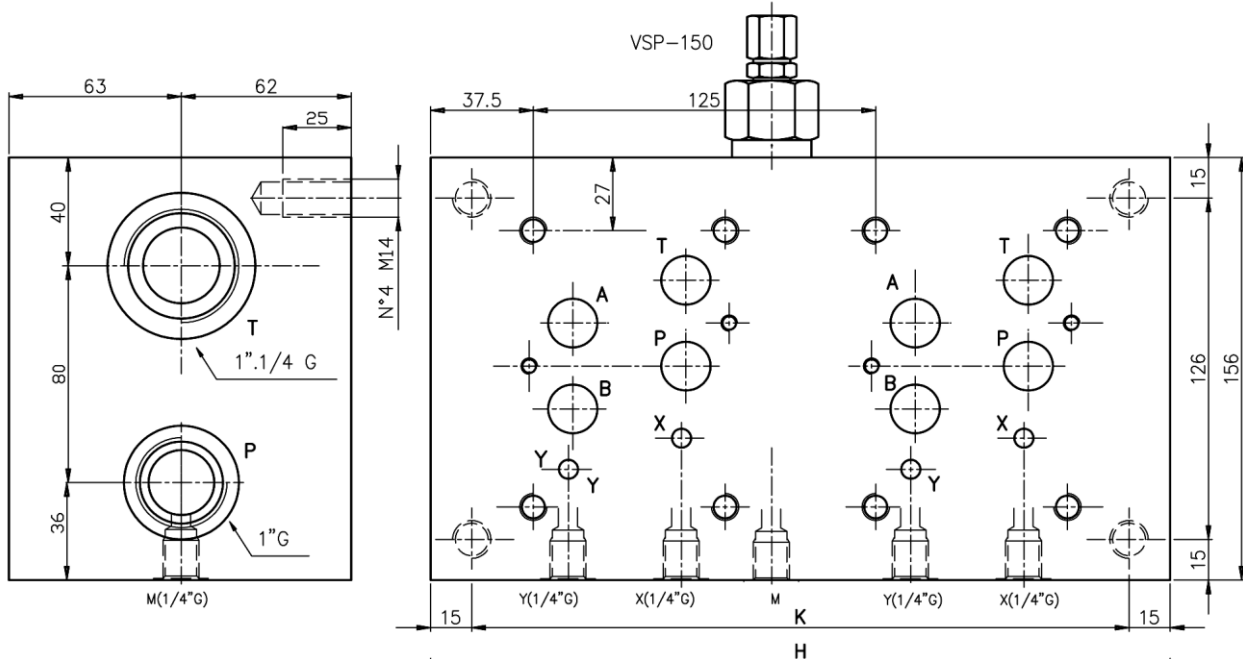 VSP-150
63
62
37.5
125
25
15
27
40
N°4 M14
T
T
A
A
T
P
P
1".1/4 G
80
126
156
B
B
X
X
P
Y
Y
Y
36
1"G
15
M(1/4"G)
Y(1/4"G)
X(1/4"G)
M
Y(1/4"G)
X(1/4"G)
15
K
15
H